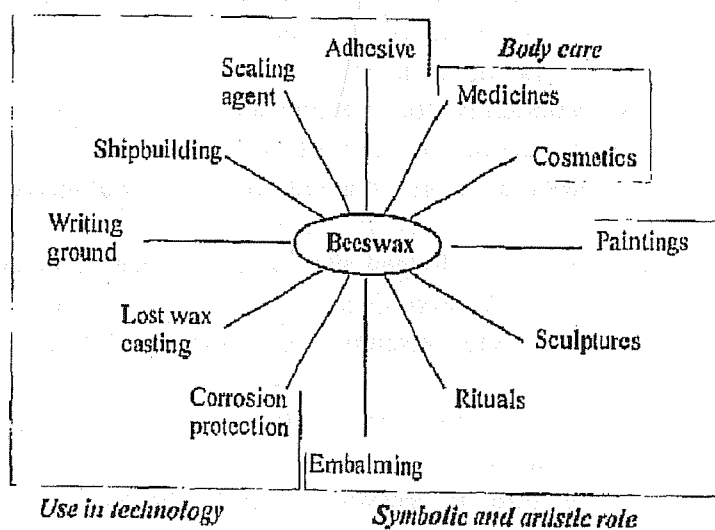 Adhesive
Body care
Sealing
agent
Medicines
Shipbuilding
Cosmetics
Writing
ground
Beeswax
Paintings
Lost wax
casting
Sculptures
Corrosion
protection
Rituals
Embalming
Use in technology
Symbolic and artistic role